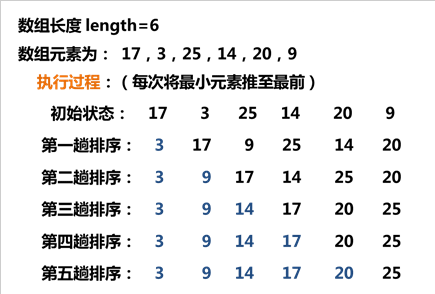 数组长度 length=6
数组元素为： 17，3，25，14，20，9
执行过程：（每次将最小元素推至最前）
初始状态： 17 3 25 14 20 9
第一趟排序： 3 17 9 25 14 20
第二趟排序： 3 9 17 14 25 20
第三趟排序： 3 9 14 17 20 25
第四趟排序： 3 9 14 17 20 25
第五趟排序： 3 9 14 17 20 25